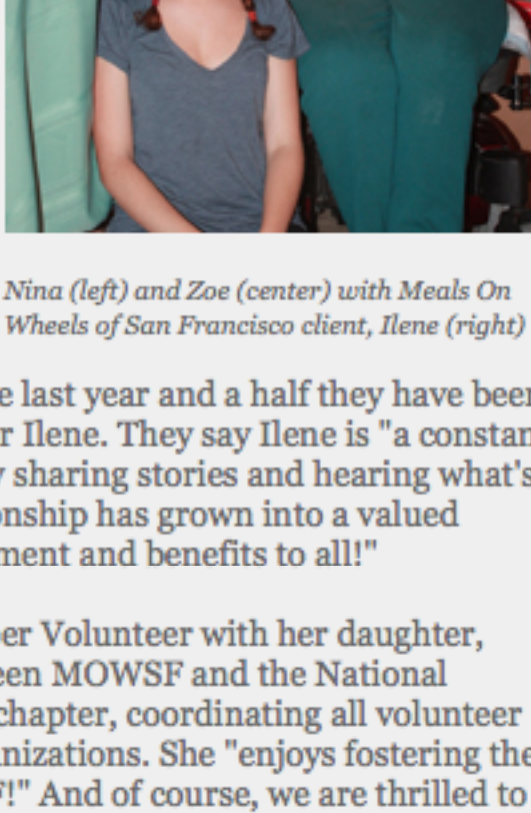 Nina (left) and Zoe (center) with Meals On
Wheels of San Francisco client, Ilene (right)
last year and a half they have been
Ilene. They say Ilene is "a constan
sharing stories and hearing what's
onship has grown into a valued
ment and benefits to all!"
er Volunteer with her daughter,
een MOWSF and the National
chapter, coordinating all volunteer
nizations. She "enjoys fostering the
!" And of course, we are thrilled to